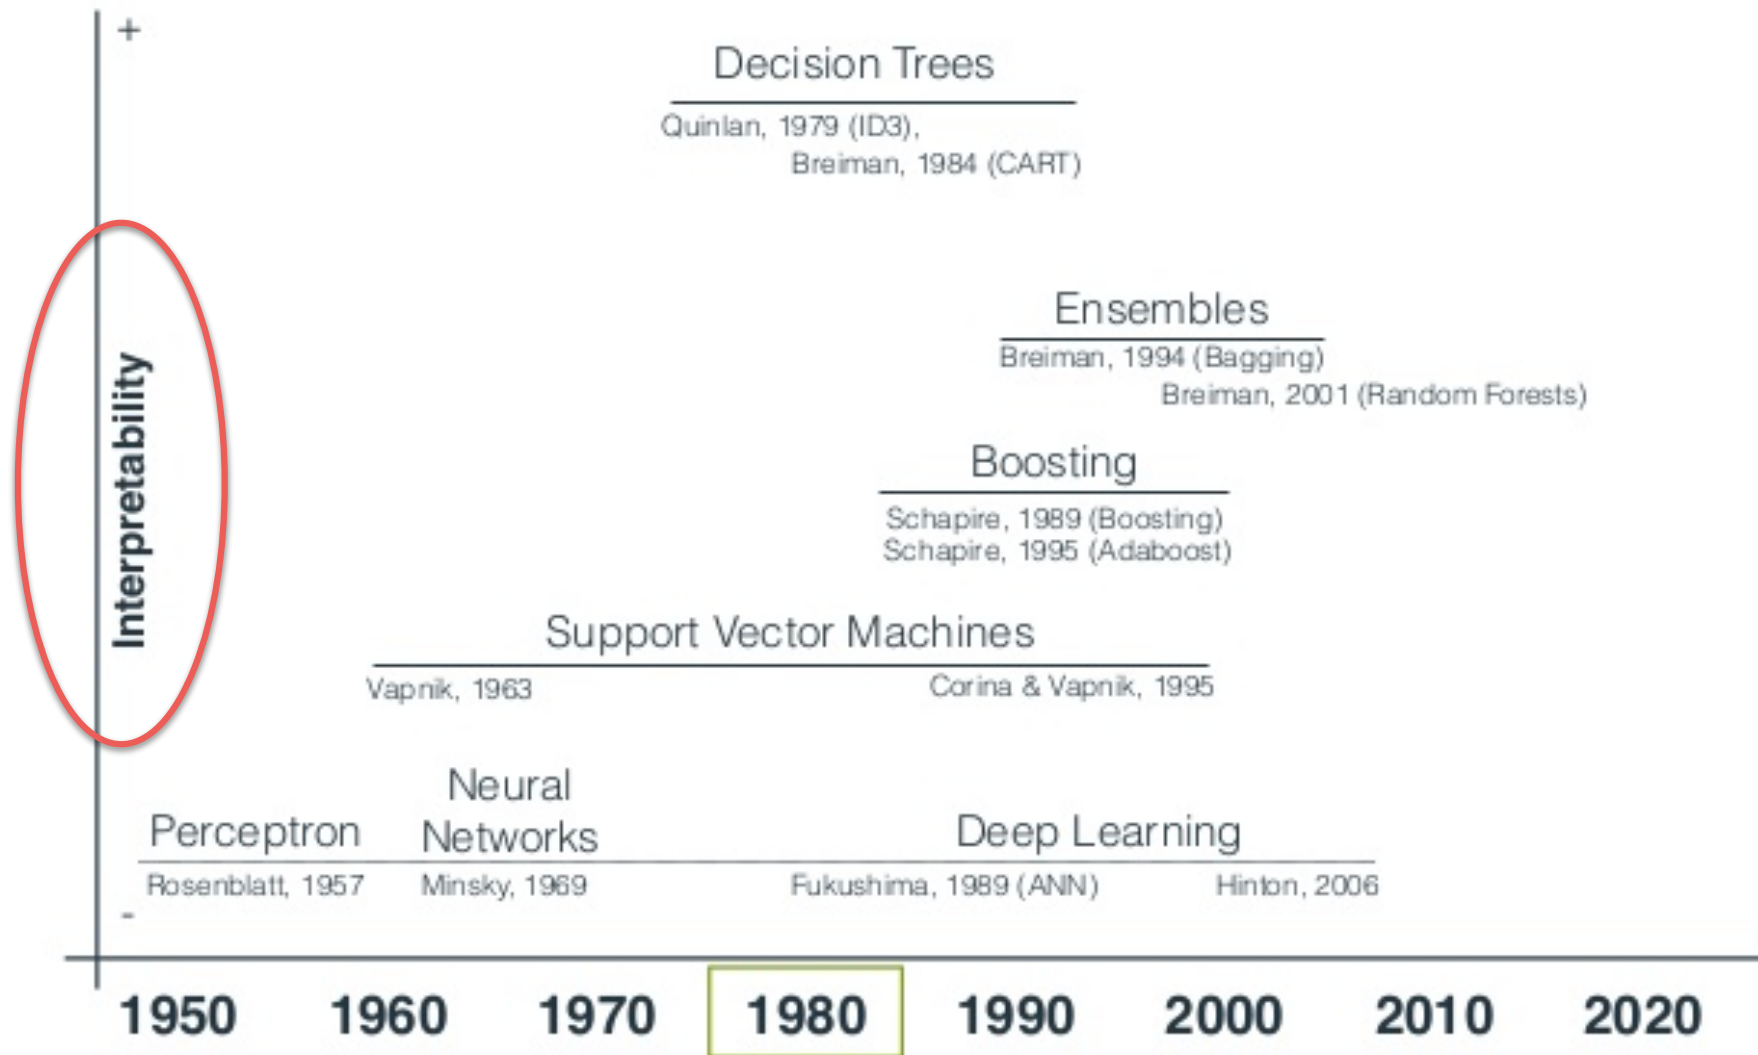 +
Decision Trees
Quinlan, 1979 (ID3),
Breiman, 1984 (CART)
Ensembles
Breiman, 1994 (Bagging)
Breiman, 2001 (Random Forests)
Interpretability
Boosting
Schapire, 1989 (Boosting)
Schapire, 1995 (Adaboost)
Support Vector Machines
Vapnik, 1963
Corina & Vapnik, 1995
Neural
Networks
Perceptron
Deep Learning
Rosenblatt, 1957
Minsky, 1969
Fukushima, 1989 (ANN)
Hinton, 2006
-
1950 1960 1970 1980 1990 2000 2010 2020